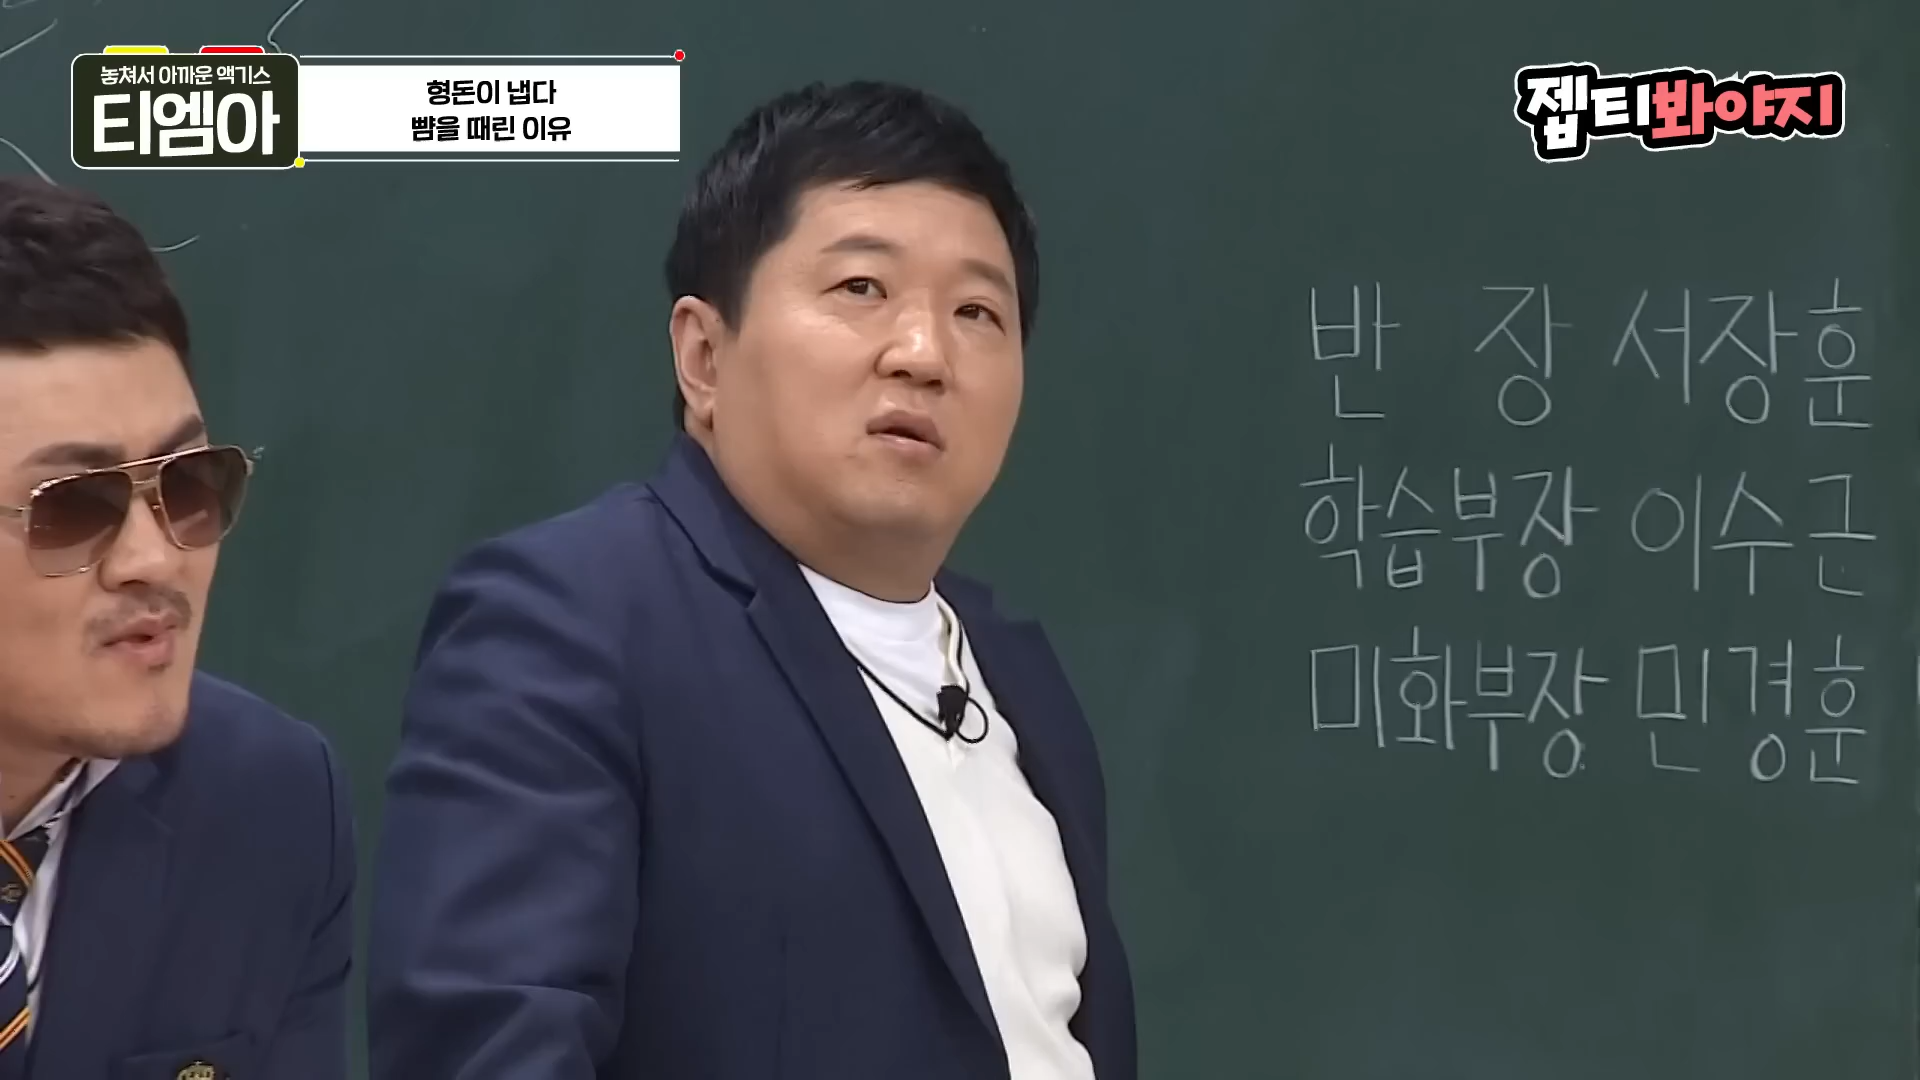 놓쳐서 아까운 액기스
티엠아
형돈이 냅다
뺨을 때린 이유
젭티봐야지
반 장 서장훈
학습부장 이수근
미화부장 민경훈